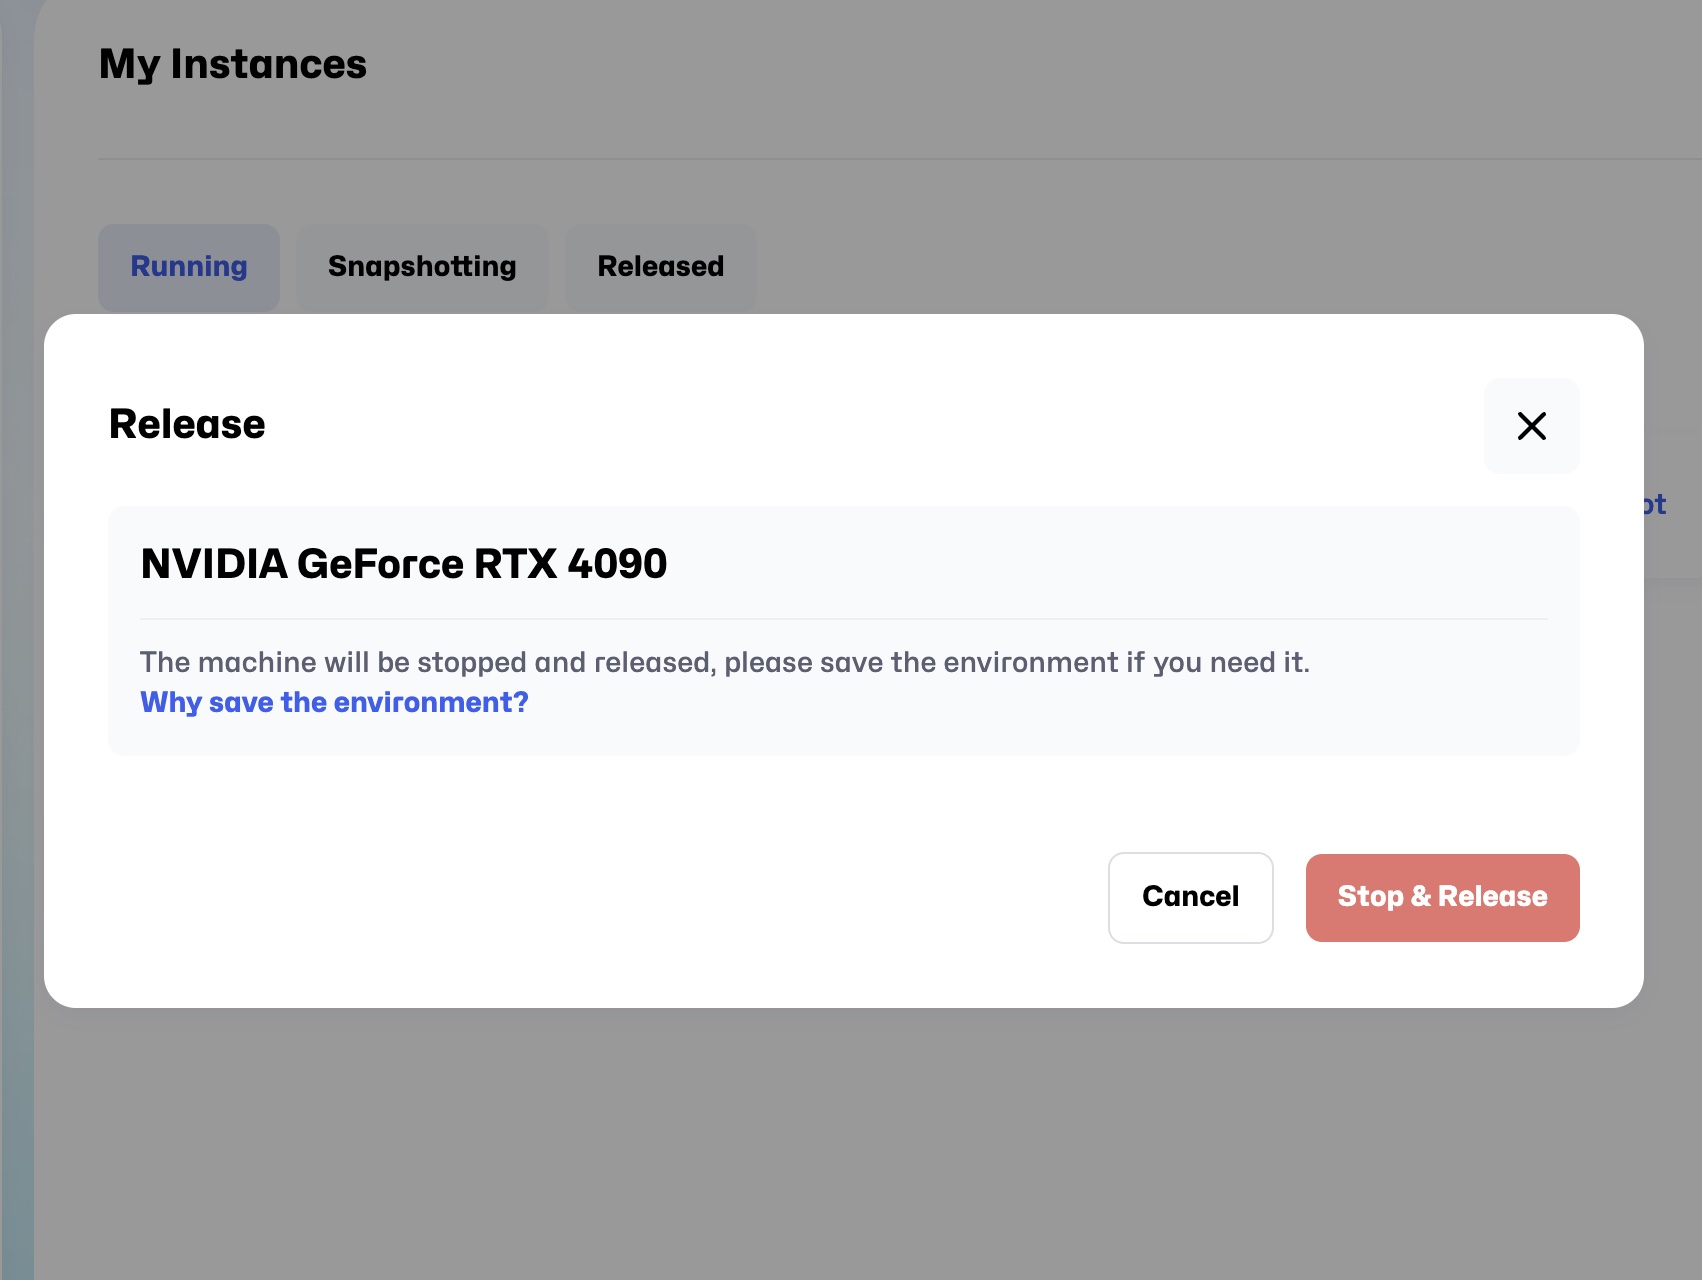 My Instances
Running
Snapshotting
Released
Release
NVIDIA GeForce RTX 4090
The machine will be stopped and released, please save the environment if you need it.
Why save the environment?
Cancel
Stop & Release